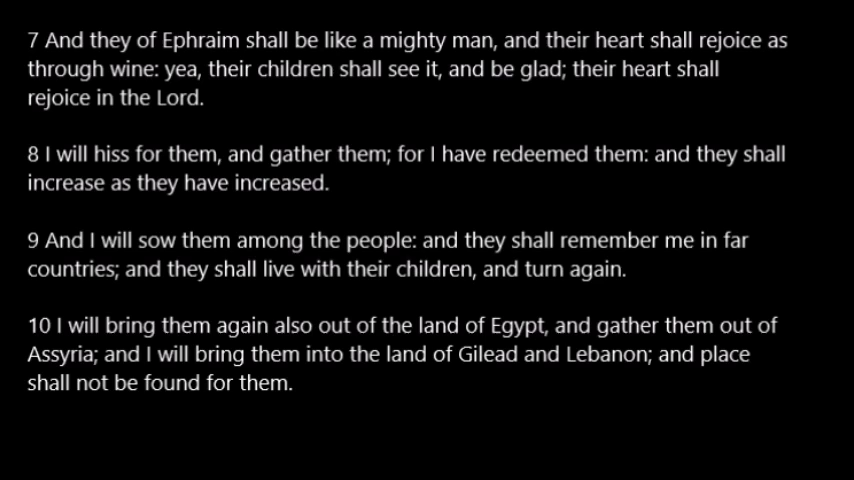 7 And they of Ephraim shall be like a mighty man, and their heart shall rejoice as
through wine: yea, their children shall see it, and be glad; their heart shall
rejoice in the Lord.
8 I will hiss for them, and gather them; for I have redeemed them: and they shall
increase as they have increased.
9 And I will sow them among the people: and they shall remember me in far
countries; and they shall live with their children, and turn again.
10 I will bring them again also out of the land of Egypt, and gather them out of
Assyria; and I will bring them into the land of Gilead and Lebanon; and place
shall not be found for them.